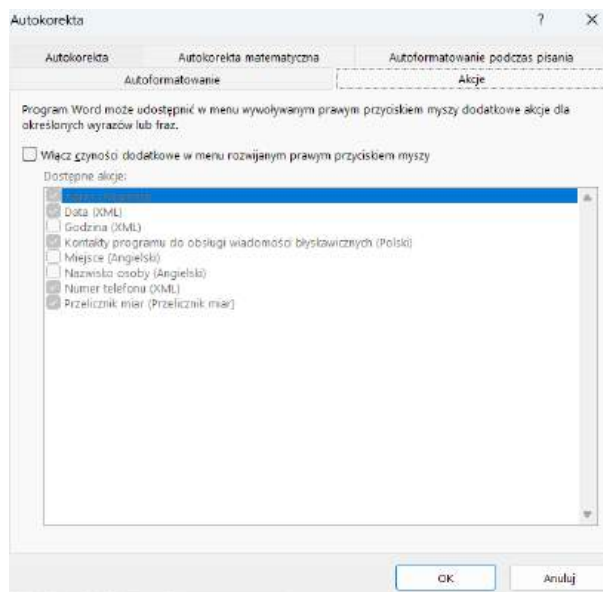 Autokorekta ? X
Autokorekta Autokorekta matematyczna Autoformatowanie podczas pisania
Autoformatowanie Akcje
Program Word może udostępnić w menu wywoływanym prawym przyciskiem myszy dodatkowe akcje dla
określonych wyrazów lub fraz.
Włącz czynności dodatkowe w menu rozwijanym prawym przyciskiem myszy
Dostępne akcje:
Data (XML)
Godzina (XML)
Kontakty programu do obsługi wiadomości błyskawicznych (Polski)
Miejsce (Angielski)
Nazwisko osoby (Angielski)
Numer telefonu (XML)
Przelicznik miar (Przelicznik miar)
OK Anuluj